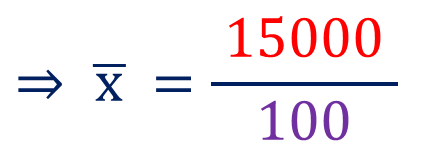 ⇒ x̅ = 15000/100